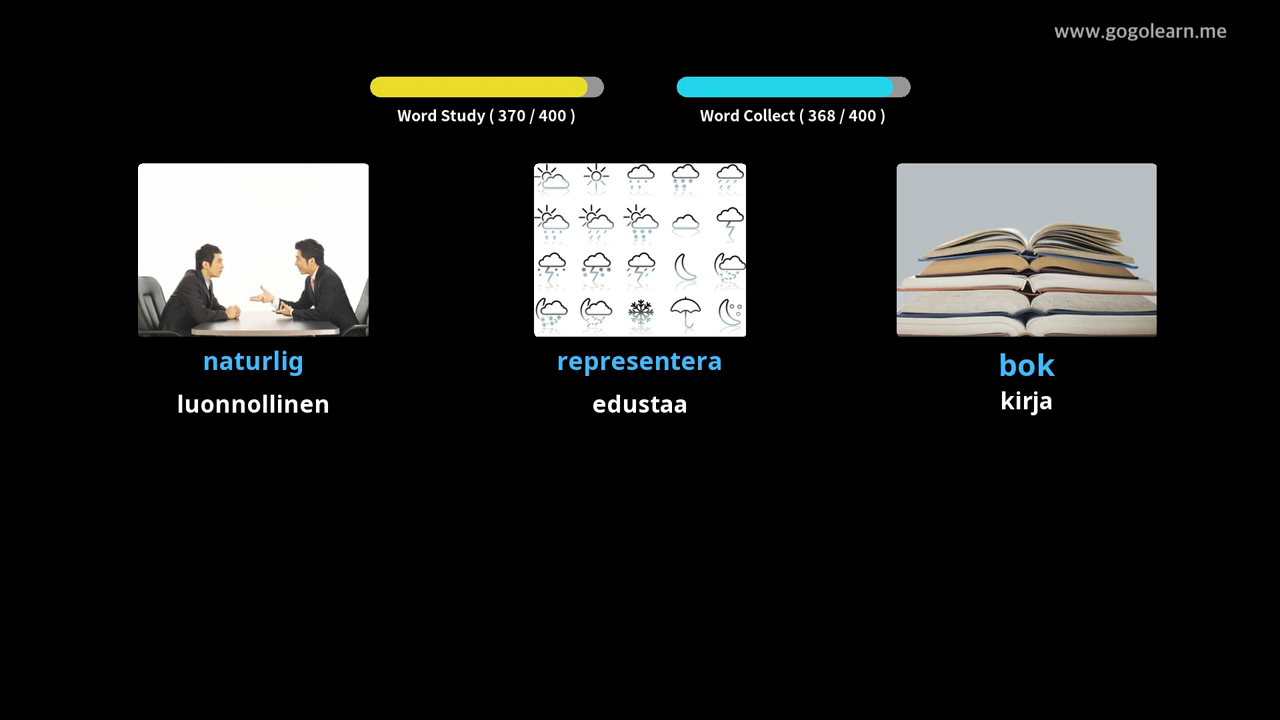 www.gogolearn.me
Word Study ( 370 / 400 )
Word Collect ( 368 / 400 )
naturlig
luonnollinen
representera
edustaa
bok
kirja